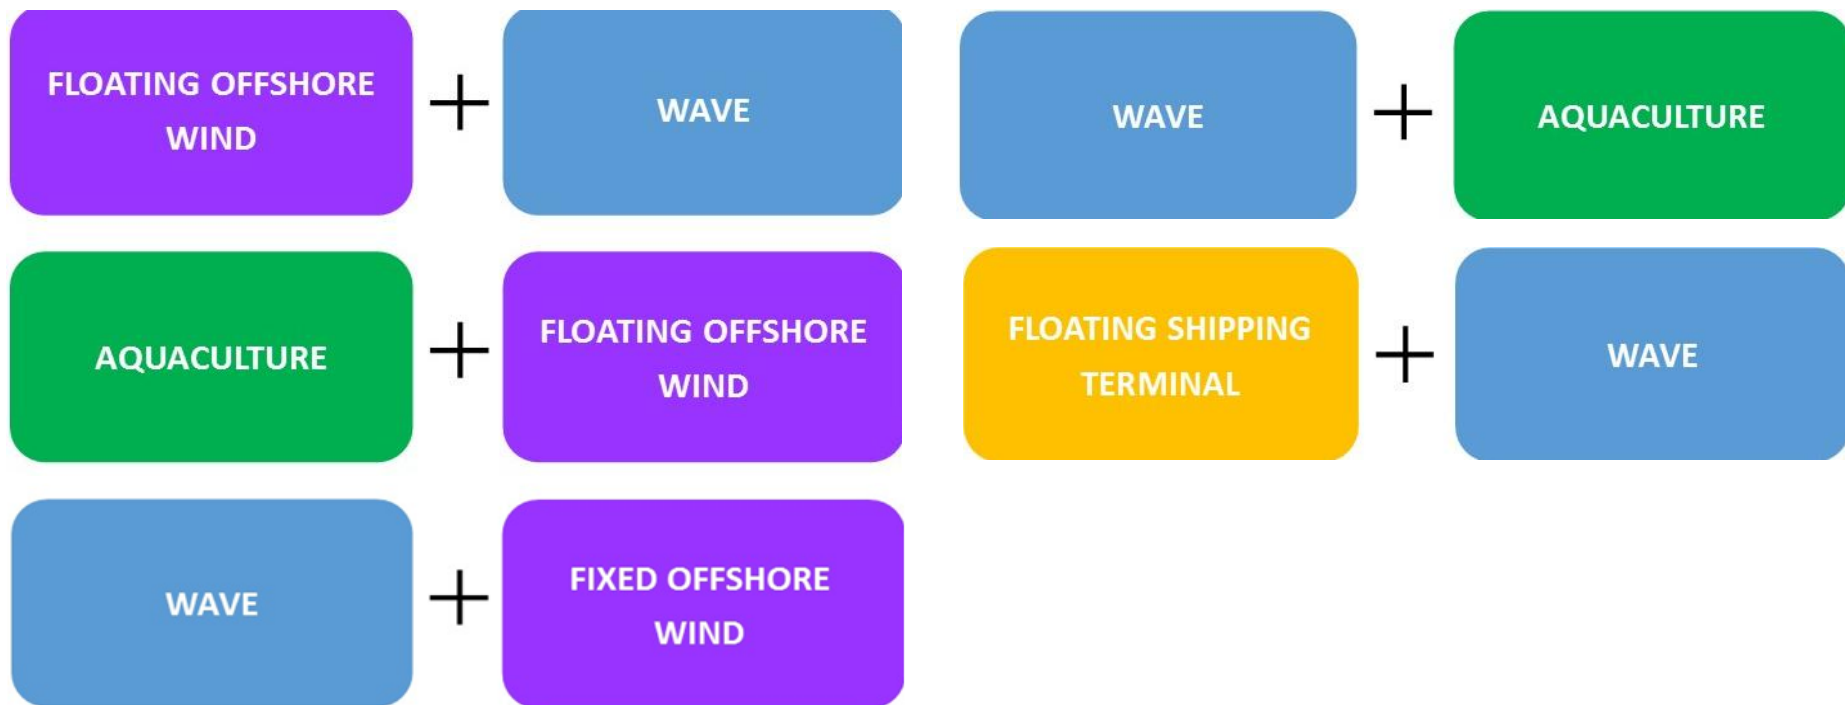 FLOATING OFFSHORE
WIND
+
WAVE
WAVE
+
AQUACULTURE
AQUACULTURE
+
FLOATING OFFSHORE
WIND
FLOATING SHIPPING
TERMINAL
+
WAVE
WAVE
+
FIXED OFFSHORE
WIND